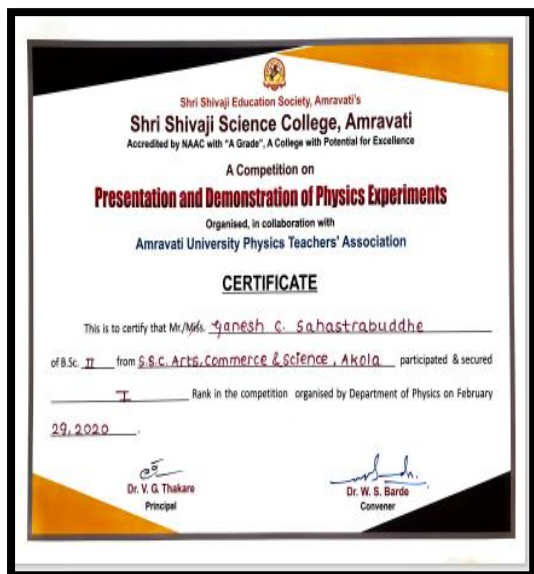 Shri Shivaji Education Society, Amravati's
Shri Shivaji Science College, Amravati
Accredited by NAAC with "A Grade", A College with Potential for Excellence
A Competition on
Presentation and Demonstration of Physics Experiments
Organised, in collaboration with
Amravati University Physics Teachers' Association
CERTIFICATE
This is to certify that Mr./Miss. Ganesh C. Sahastrabuddhe
of B.Sc. II from S.S.C. Arts, Commerce & Science, Akola participated & secured
I Rank in the competition organised by Department of Physics on February
29, 2020.
Dr. V. G. Thakare
Principal
Dr. W. S. Barde
Convener